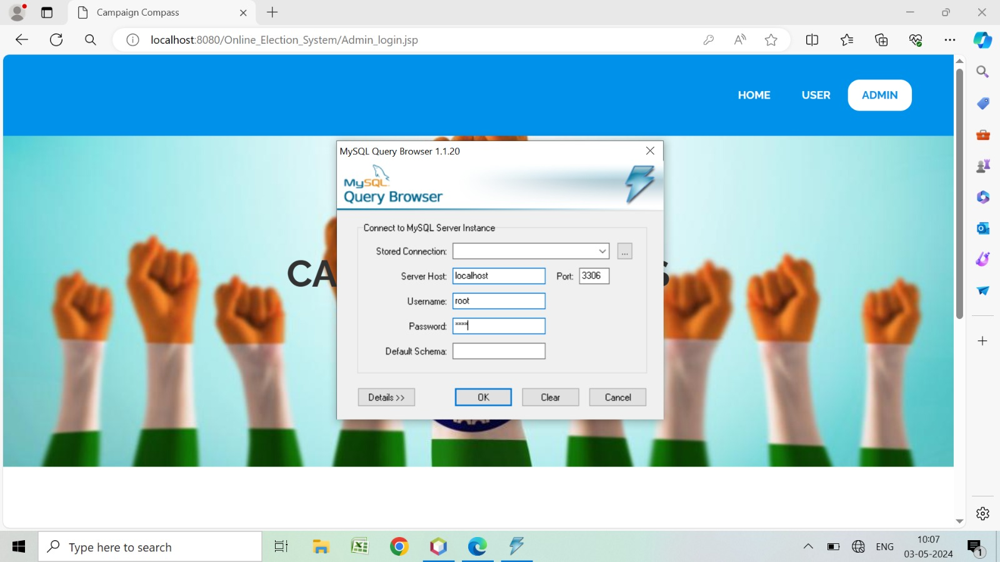 Campaign Compass
localhost:8080/Online_Election_System/Admin_login.jsp
HOME USER ADMIN
MySQL Query Browser 1.1.20
MySQL
Query Browser
CA
S
Connect to MySQL Server Instance
Stored Connection:
...
Server Host: localhost Port: 3306
Username: root
Password: ****
Default Schema:
Details >> OK Clear Cancel
Type here to search
ENG
10:07
03-05-2024
1